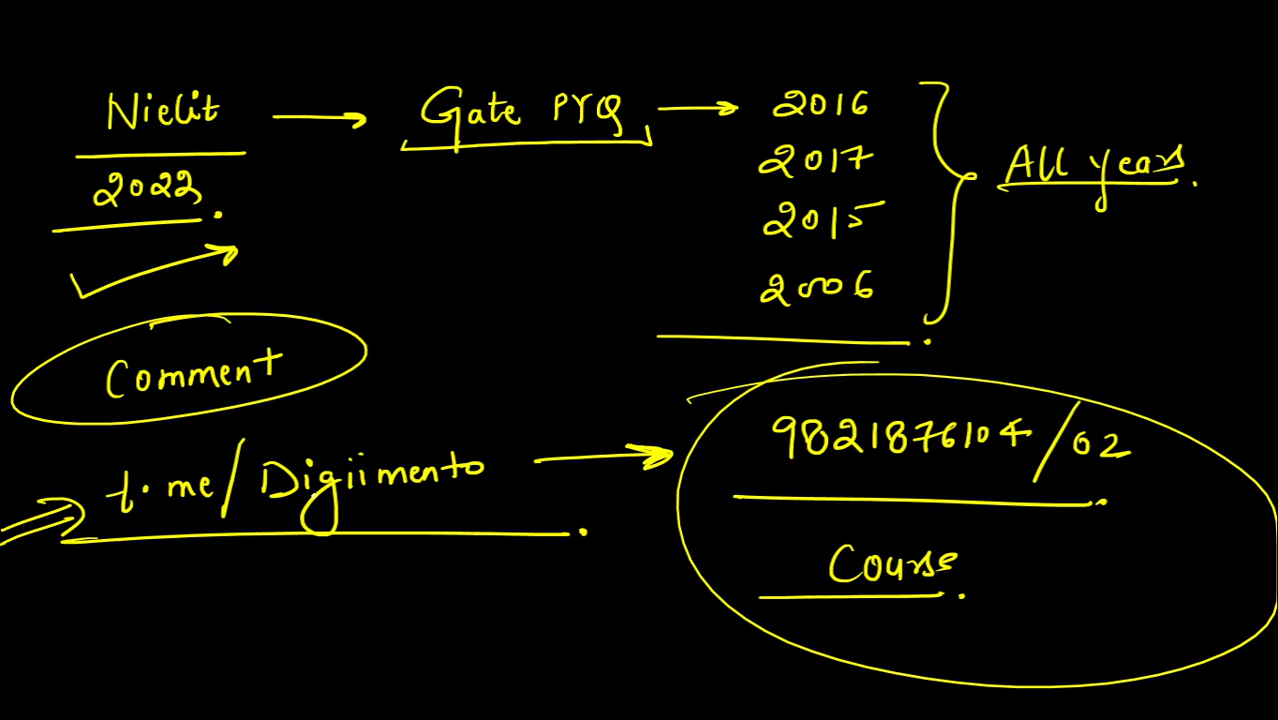 Nielit → Gate PYQ → 2016
2022.
2017
2015
2006
All years.
Comment
t.me/Digiimento → 9821876104/02
Course.